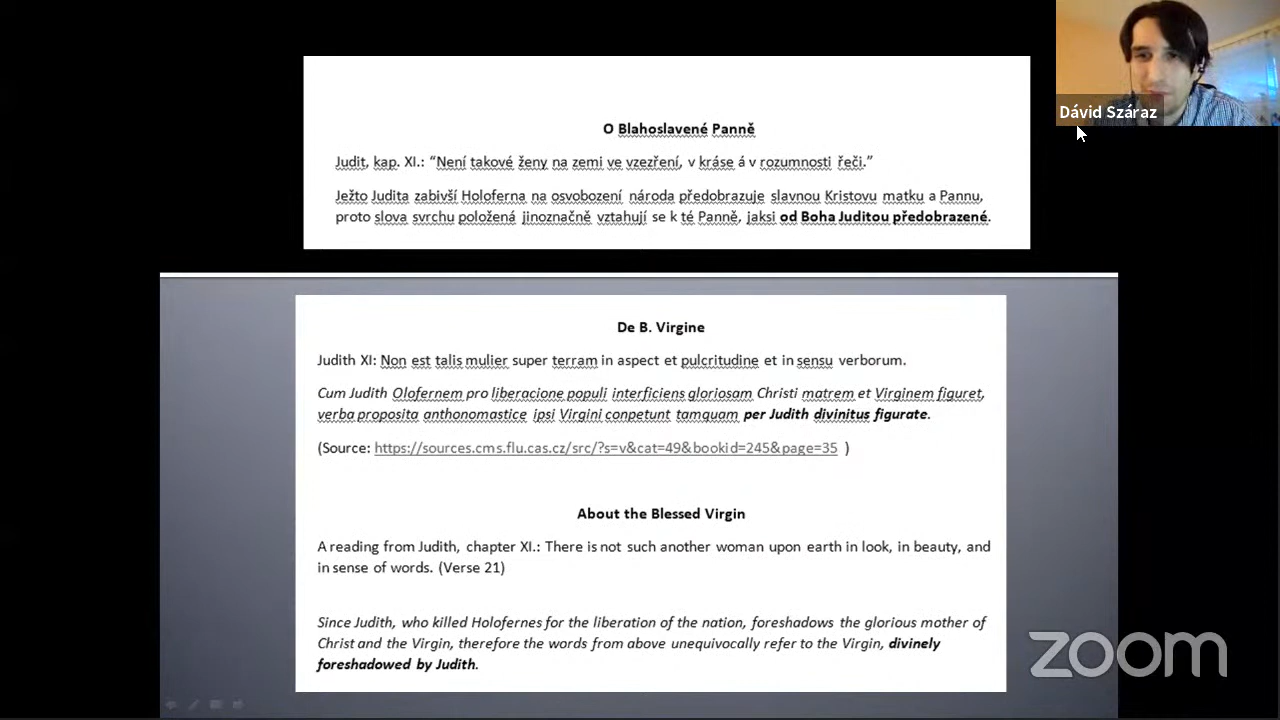 Dávid Száraz
O Blahoslavené Panně
Judit, kap. XI.: “Není takové ženy na zemi ve vzezření, v kráse á v rozumnosti řeči.”
Ježto Judita zabivší Holoferna na osvobození národa předobrazuje slavnou Kristovu matku a Pannu,
proto slova svrchu položená jinoznačně vztahují se k té Panně, jaksi od Boha Juditou předobrazené.
De B. Virgine
Judith XI: Non est talis mulier super terram in aspect et pulcritudine et in sensu verborum.
Cum Judith Olofernem pro liberacione populi interficiens gloriosam Christi matrem et Virginem figuret,
verba proposita anthonomastice ipsi Virgini conpetunt tamquam per Judith divinitus figurate.
(Source: https://sources.cms.flu.cas.cz/src/?s=v&cat=49&bookid=245&page=35 )
About the Blessed Virgin
A reading from Judith, chapter XI.: There is not such another woman upon earth in look, in beauty, and
in sense of words. (Verse 21)
Since Judith, who killed Holofernes for the liberation of the nation, foreshadows the glorious mother of
Christ and the Virgin, therefore the words from above unequivocally refer to the Virgin, divinely
foreshadowed by Judith.
zoom